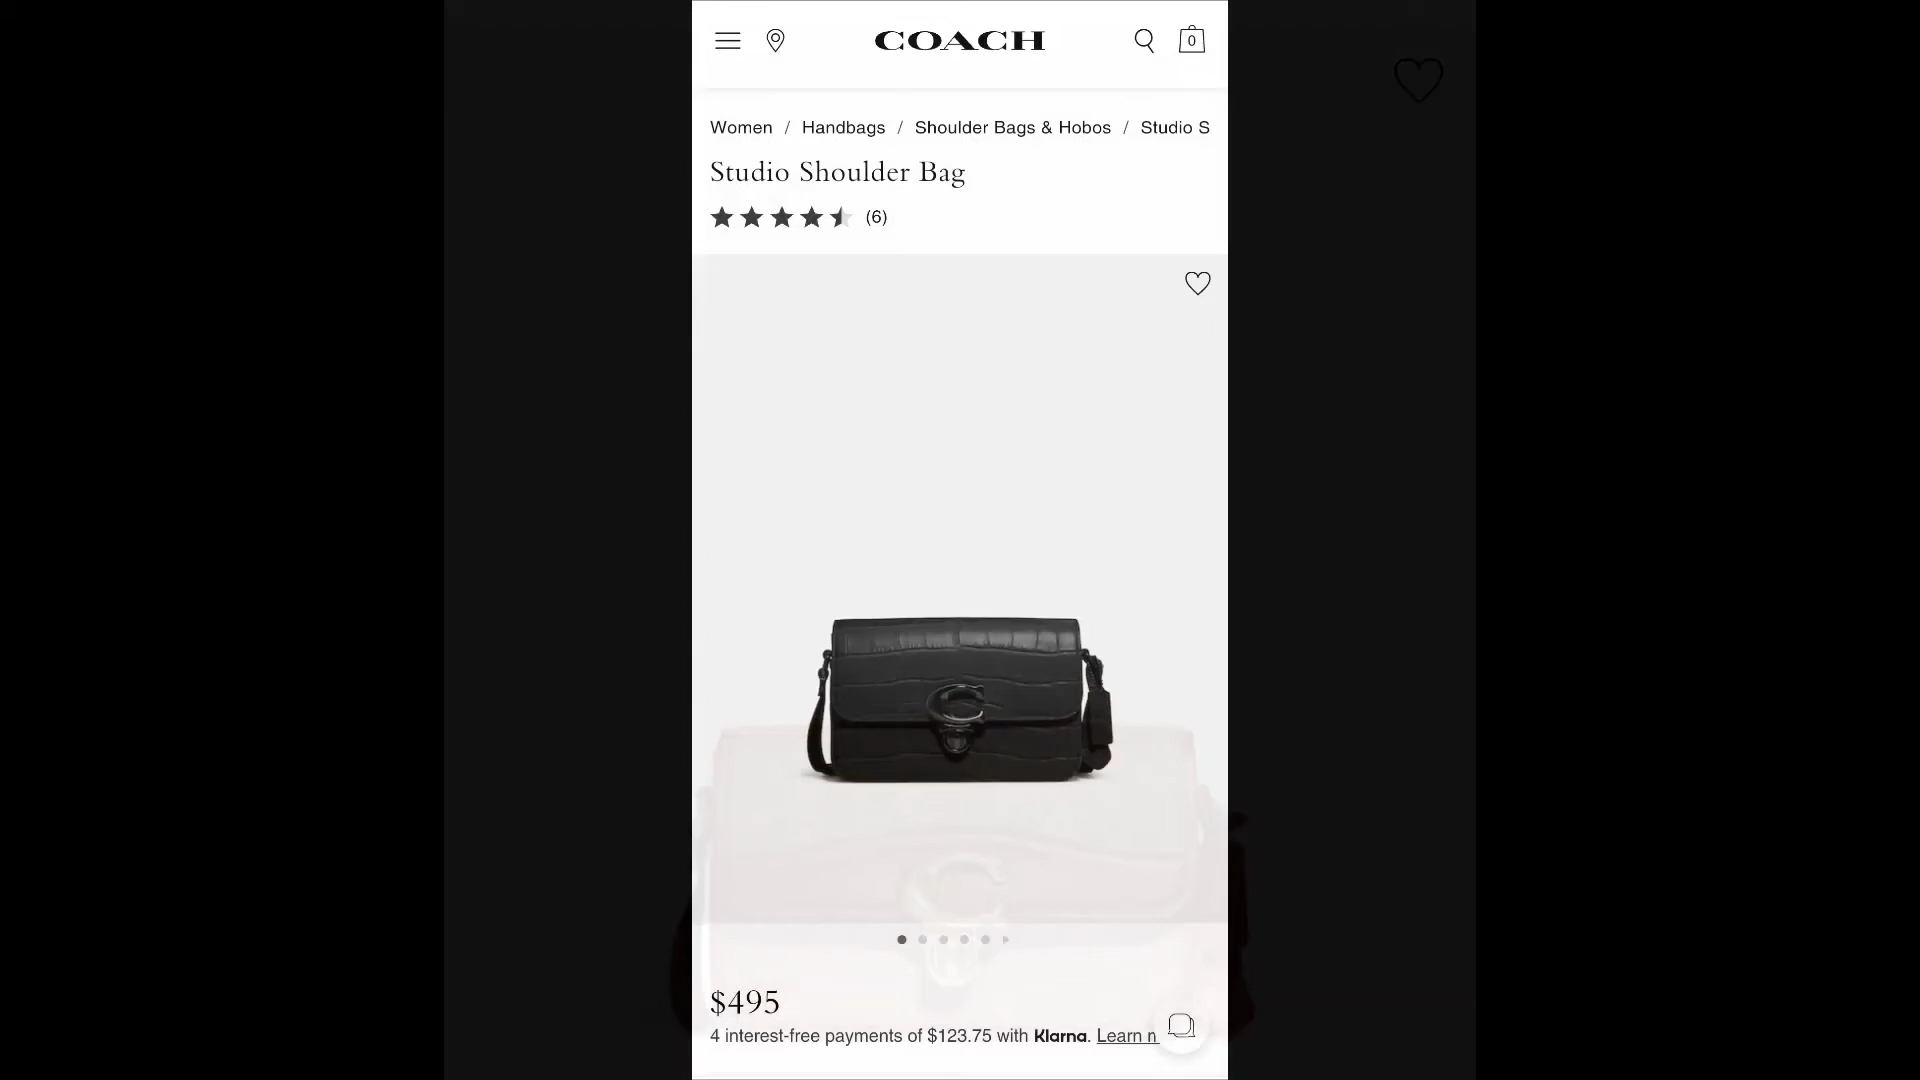 COACH
0
Women / Handbags / Shoulder Bags & Hobos / Studio S
Studio Shoulder Bag
(6)
$495
4 interest-free payments of $123.75 with Klarna. Learn